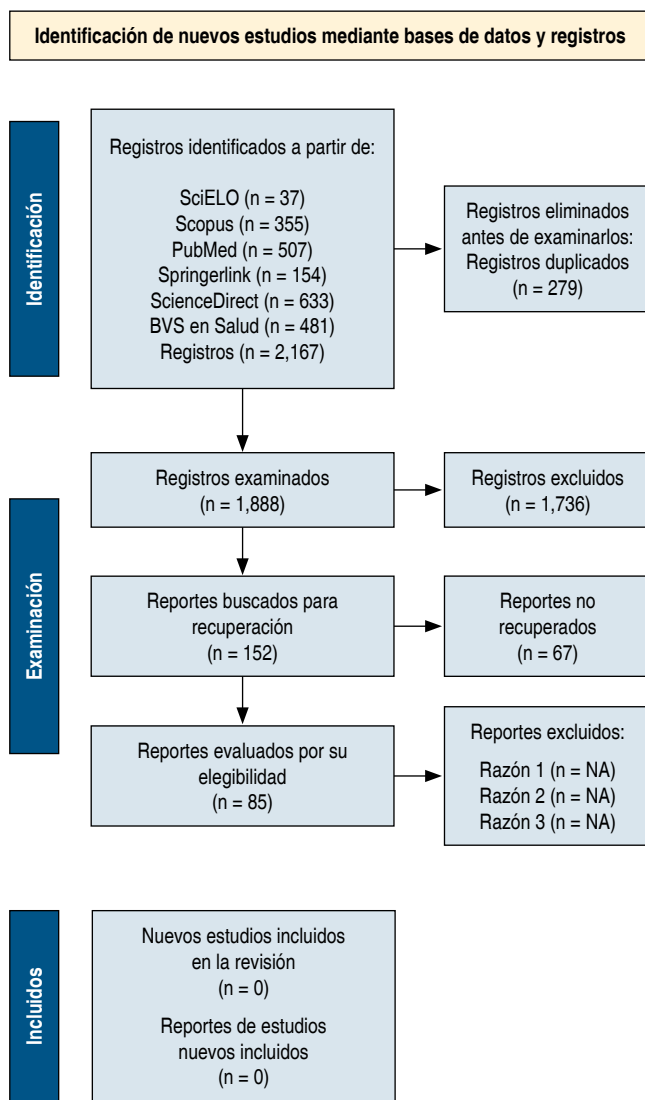 Identificación de nuevos estudios mediante bases de datos y registros
Identificación
Registros identificados a partir de:
SciELO (n = 37)
Scopus (n = 355)
PubMed (n = 507)
Springerlink (n = 154)
ScienceDirect (n = 633)
BVS en Salud (n = 481)
Registros (n = 2,167)
Registros eliminados
antes de examinarlos:
Registros duplicados
(n = 279)
Examinación
Registros examinados
(n = 1,888)
Registros excluidos
(n = 1,736)
Reportes buscados para
recuperación
(n = 152)
Reportes no
recuperados
(n = 67)
Reportes evaluados por su
elegibilidad
(n = 85)
Reportes excluidos:
Razón 1 (n = NA)
Razón 2 (n = NA)
Razón 3 (n = NA)
Incluidos
Nuevos estudios incluidos
en la revisión
(n = 0)
Reportes de estudios
nuevos incluidos
(n = 0)